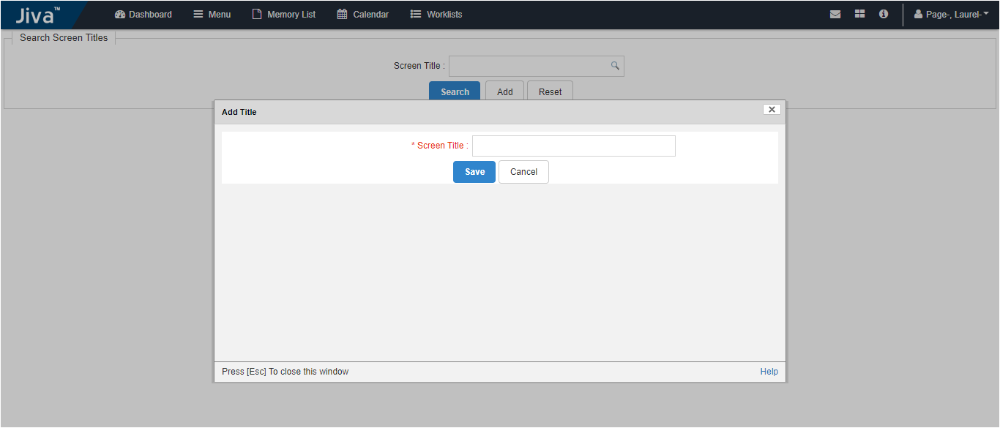 Jiva™ Dashboard Menu Memory List Calendar Worklists Page-, Laurel-
Search Screen Titles
Screen Title :
Search Add Reset
Add Title
* Screen Title :
Save Cancel
Press [Esc] To close this window Help